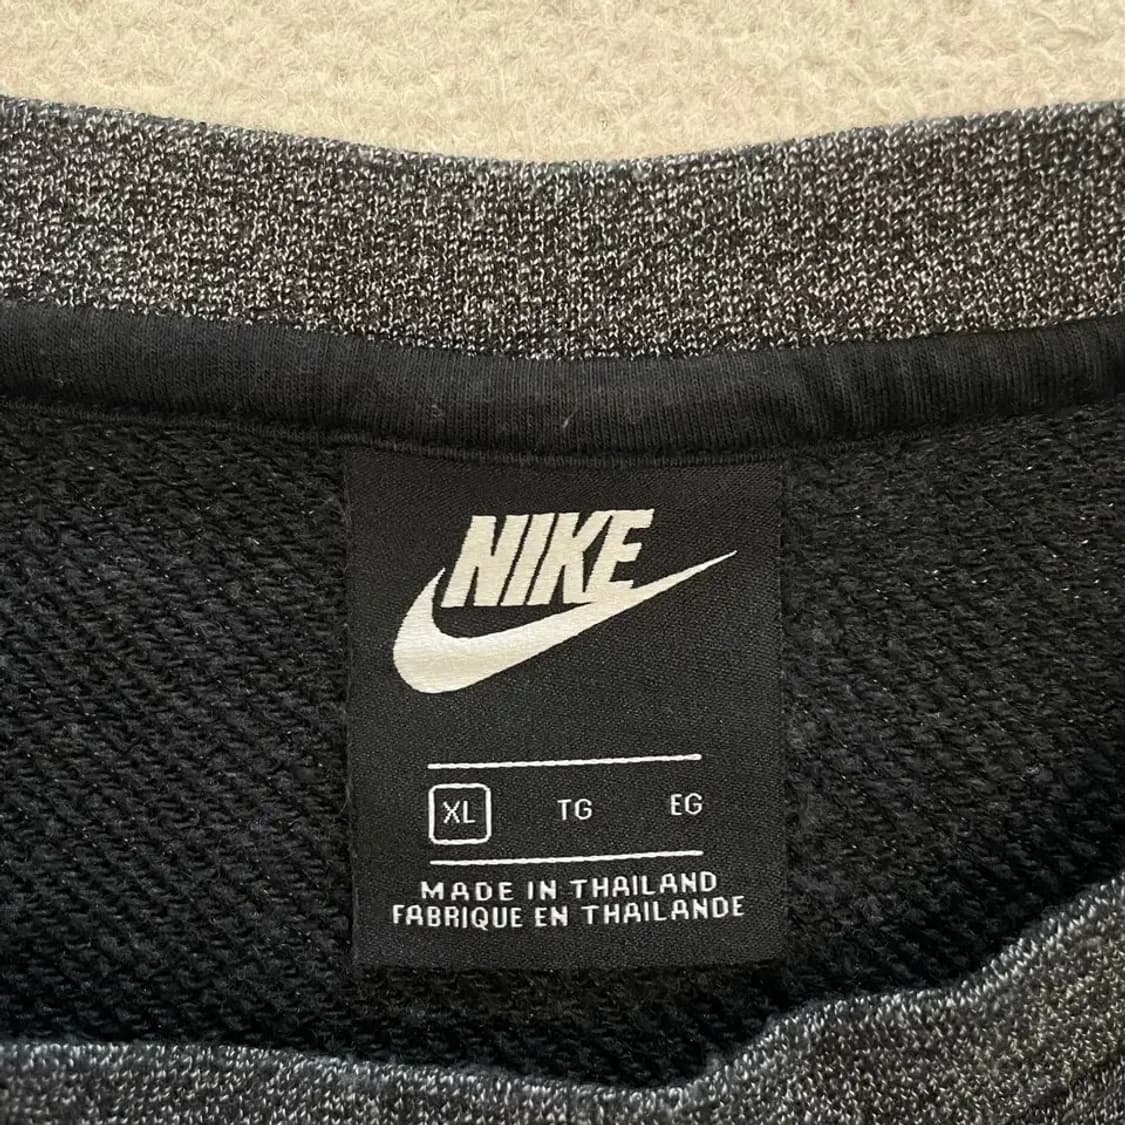 NIKE
XL TG EG
MADE IN THAILAND
FABRIQUE EN THAILANDE